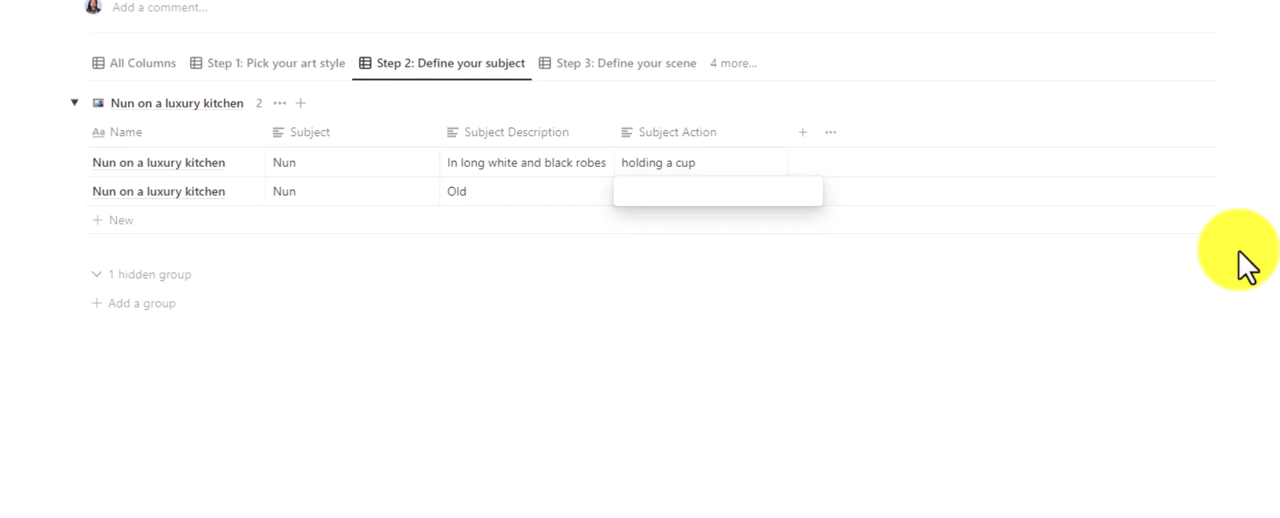 Add a comment...
All Columns Step 1: Pick your art style Step 2: Define your subject Step 3: Define your scene 4 more...
Nun on a luxury kitchen 2
Aa Name Subject Subject Description Subject Action
Nun on a luxury kitchen Nun In long white and black robes holding a cup
Nun on a luxury kitchen Nun Old
New
1 hidden group
Add a group